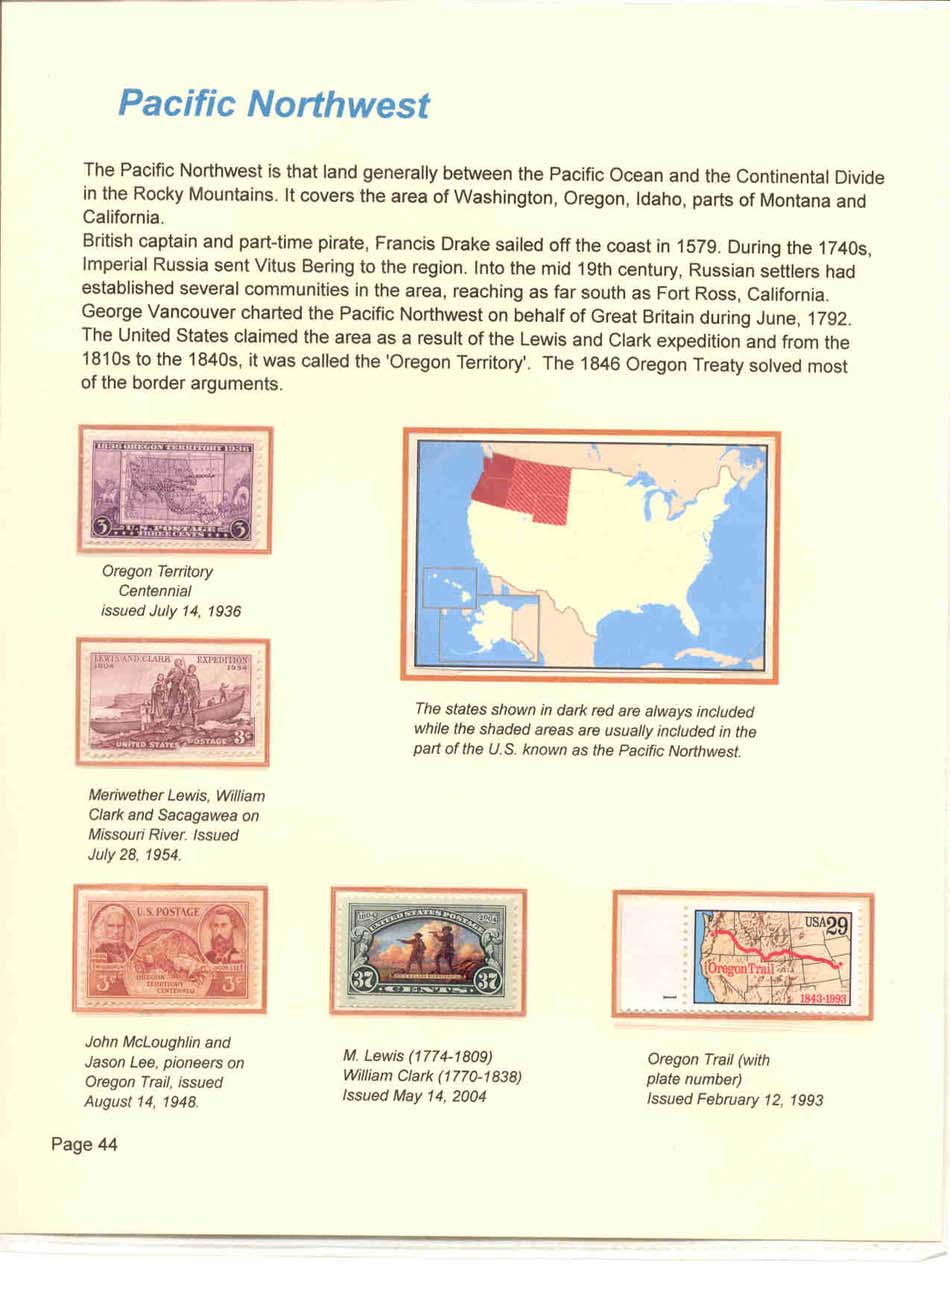 Pacific Northwest
The Pacific Northwest is that land generally between the Pacific Ocean and the Continental Divide
in the Rocky Mountains. It covers the area of Washington, Oregon, Idaho, parts of Montana and
California.
British captain and part-time pirate, Francis Drake sailed off the coast in 1579. During the 1740s,
Imperial Russia sent Vitus Bering to the region. Into the mid 19th century, Russian settlers had
established several communities in the area, reaching as far south as Fort Ross, California.
George Vancouver charted the Pacific Northwest on behalf of Great Britain during June, 1792.
The United States claimed the area as a result of the Lewis and Clark expedition and from the
1810s to the 1840s, it was called the 'Oregon Territory'. The 1846 Oregon Treaty solved most
of the border arguments.
1836 OREGON TERRITORY 1936
3 U.S. POSTAGE 3
THREE CENTS
Oregon Territory
Centennial
issued July 14, 1936
LEWIS AND CLARK EXPEDITION
1804 1954
UNITED STATES POSTAGE 3¢
The states shown in dark red are always included
while the shaded areas are usually included in the
part of the U.S. known as the Pacific Northwest.
Meriwether Lewis, William
Clark and Sacagawea on
Missouri River. Issued
July 28, 1954.
U.S. POSTAGE
3¢ OREGON 3¢
TERRITORY
CENTENNIAL
1804 UNITED STATES POSTAGE 2004
37 CENTS 37
USA29
Oregon Trail
1843-1993
1
John McLoughlin and
Jason Lee, pioneers on
Oregon Trail, issued
August 14, 1948.
M. Lewis (1774-1809)
William Clark (1770-1838)
Issued May 14, 2004
Oregon Trail (with
plate number)
Issued February 12, 1993
Page 44